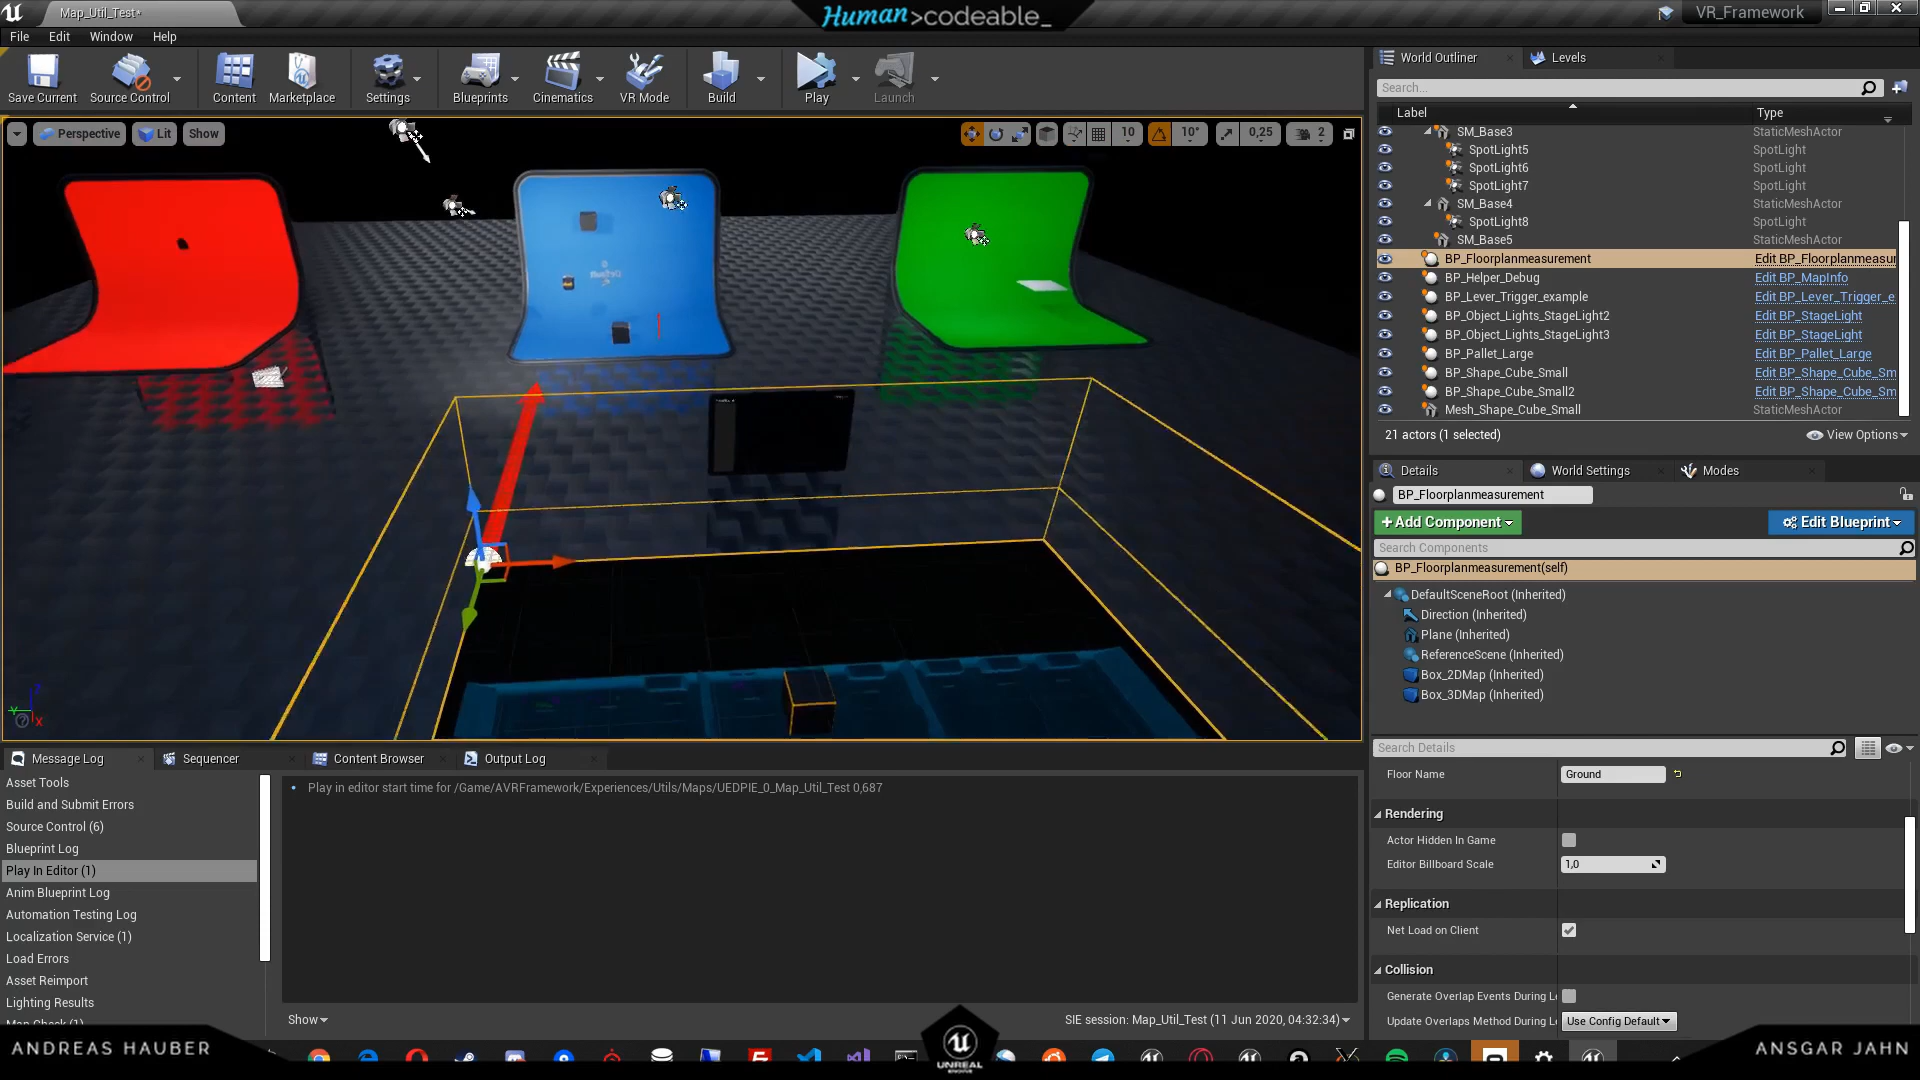 Map_Util_Test*
Human>codeable_
VR_Framework
File Edit Window Help
Save Current Source Control Content Marketplace Settings Blueprints Cinematics VR Mode Build Play Launch
Perspective Lit Show
10 10° 0,25 2
World Outliner Levels
Search...
Label Type
SM_Base3 StaticMeshActor
SpotLight5 SpotLight
SpotLight6 SpotLight
SpotLight7 SpotLight
SM_Base4 StaticMeshActor
SpotLight8 SpotLight
SM_Base5 StaticMeshActor
BP_Floorplanmeasurement Edit BP_Floorplanmeasur
BP_Helper_Debug Edit BP_MapInfo
BP_Lever_Trigger_example Edit BP_Lever_Trigger_e
BP_Object_Lights_StageLight2 Edit BP_StageLight
BP_Object_Lights_StageLight3 Edit BP_StageLight
BP_Pallet_Large Edit BP_Pallet_Large
BP_Shape_Cube_Small Edit BP_Shape_Cube_Sm
BP_Shape_Cube_Small2 Edit BP_Shape_Cube_Sm
Mesh_Shape_Cube_Small StaticMeshActor
21 actors (1 selected) View Options
Details World Settings Modes
BP_Floorplanmeasurement
+Add Component Edit Blueprint
Search Components
BP_Floorplanmeasurement(self)
DefaultSceneRoot (Inherited)
Direction (Inherited)
Plane (Inherited)
ReferenceScene (Inherited)
Box_2DMap (Inherited)
Box_3DMap (Inherited)
Search Details
Floor Name Ground
Rendering
Actor Hidden In Game
Editor Billboard Scale 1,0
Replication
Net Load on Client
Collision
Generate Overlap Events During L
Update Overlaps Method During L Use Config Default
Message Log Sequencer Content Browser Output Log
Asset Tools
Build and Submit Errors
Source Control (6)
Blueprint Log
Play In Editor (1)
Anim Blueprint Log
Automation Testing Log
Localization Service (1)
Load Errors
Asset Reimport
Lighting Results
Map Check (1)
Play in editor start time for /Game/AVRFramework/Experiences/Utils/Maps/UEDPIE_0_Map_Util_Test 0,687
Show
SIE session: Map_Util_Test (11 Jun 2020, 04:32:34)
ANDREAS HAUBER
UNREAL
ENGINE
ANSGAR JAHN